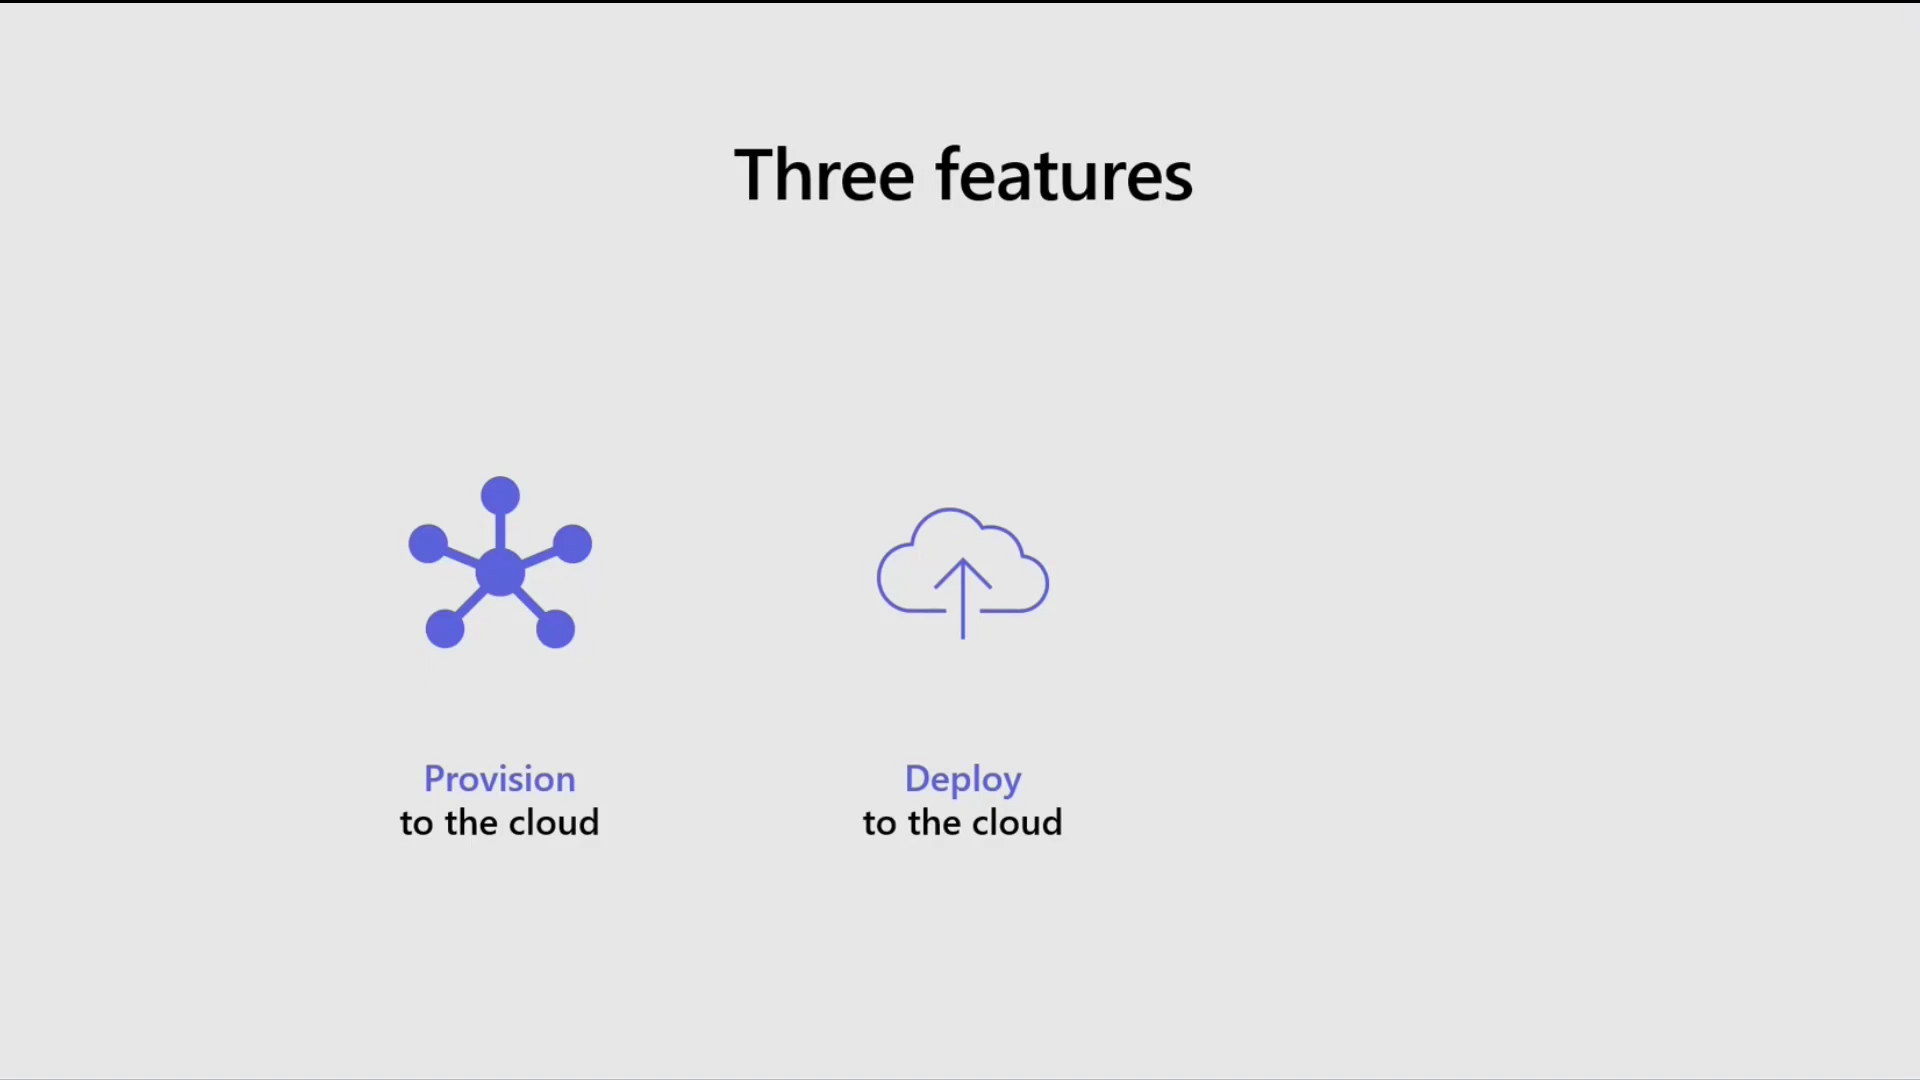 Three features
Provision
to the cloud
Deploy
to the cloud